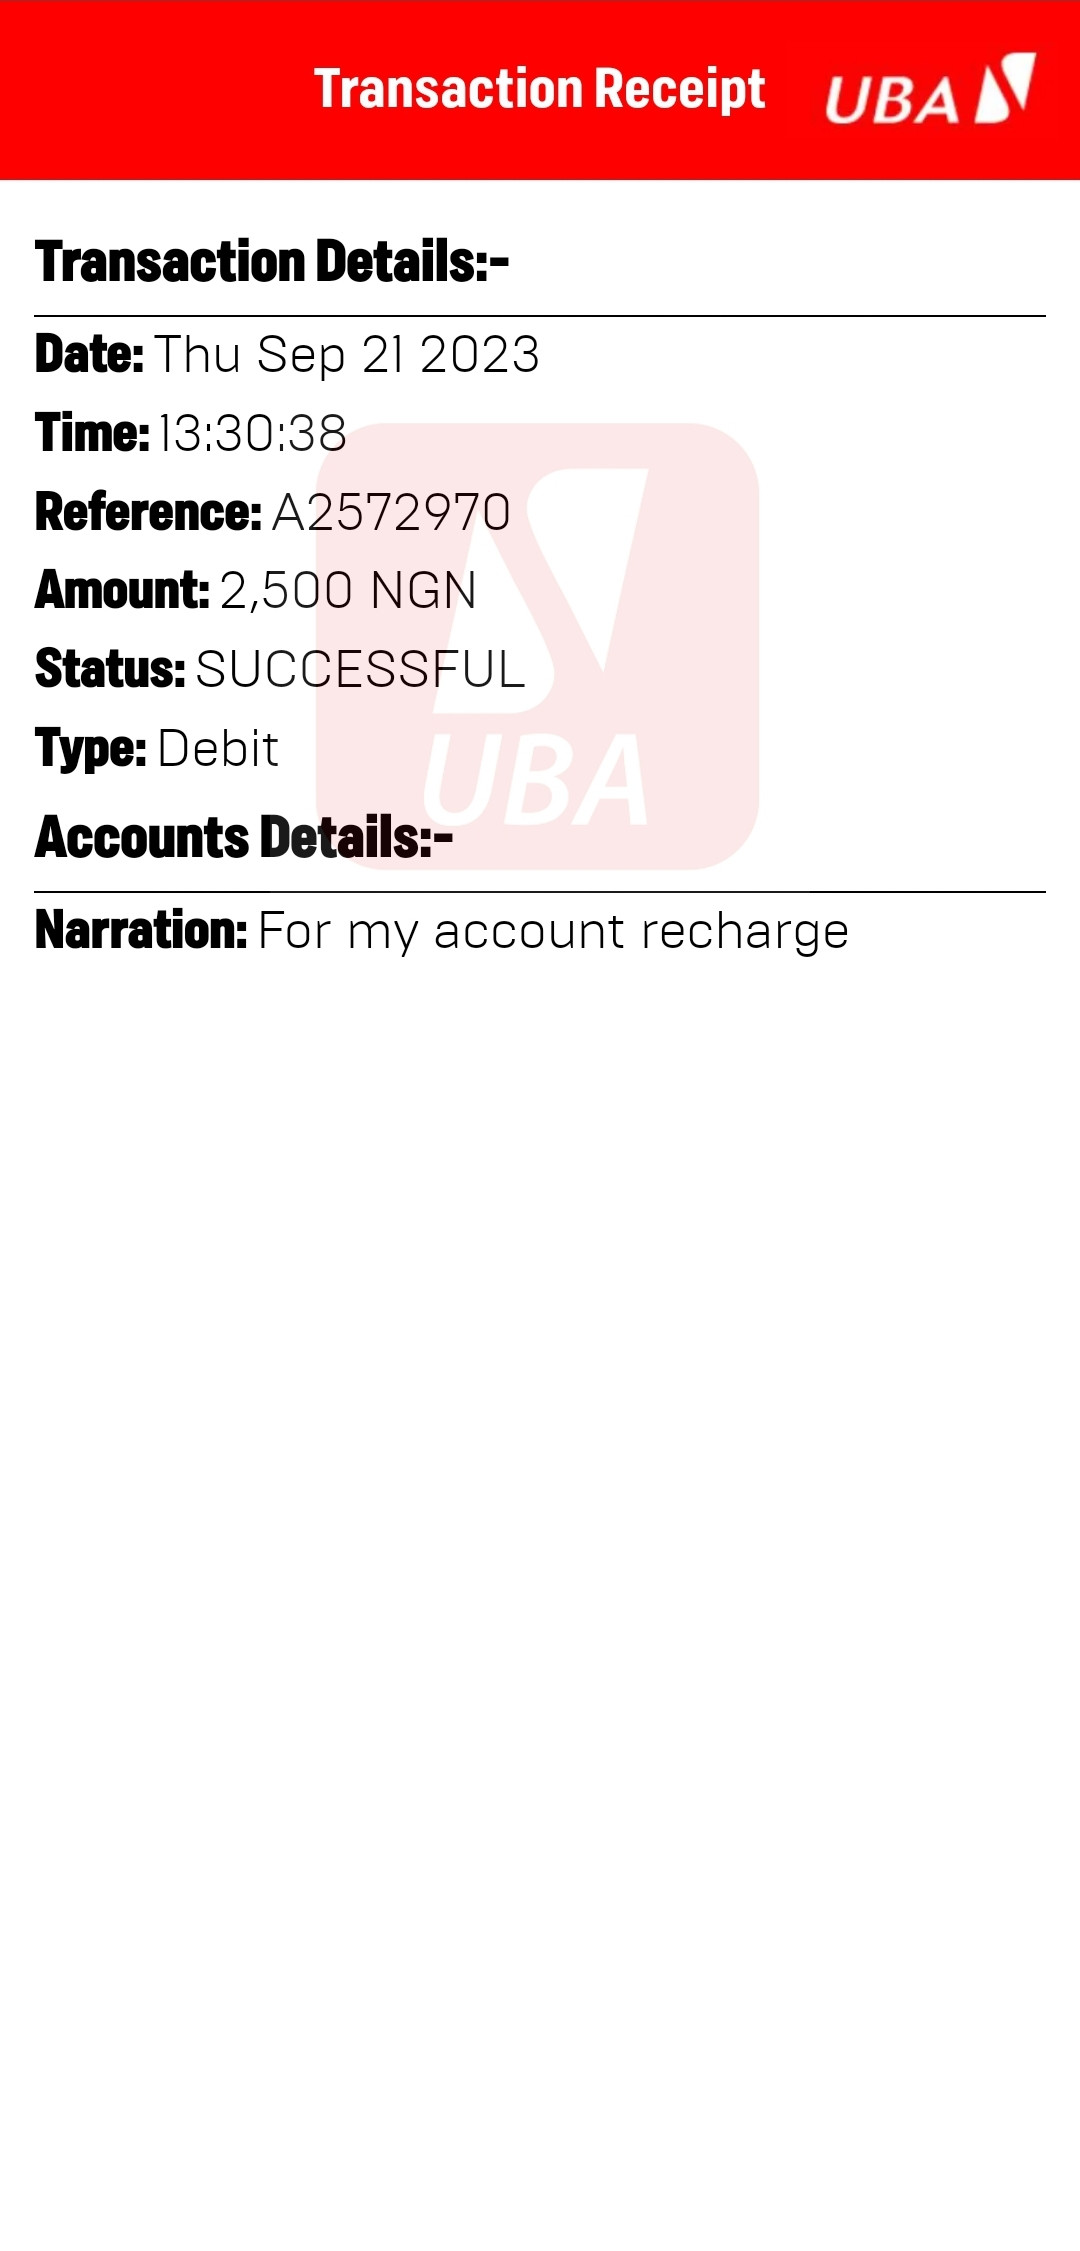 Transaction Receipt UBA
Transaction Details:-
Date: Thu Sep 21 2023
Time: 13:30:38
Reference: A2572970
Amount: 2,500 NGN
Status: SUCCESSFUL
Type: Debit
UBA
Accounts Details:-
Narration: For my account recharge